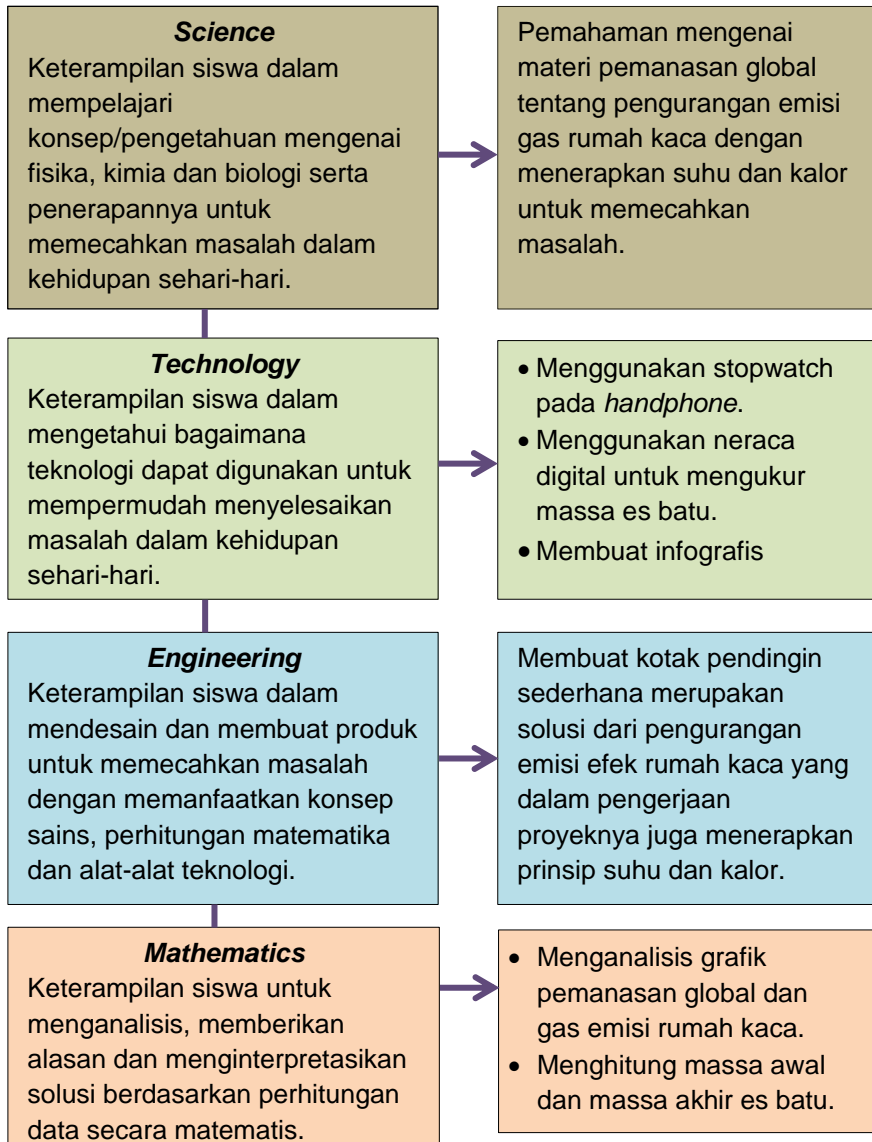 Science
Keterampilan siswa dalam
mempelajari
konsep/pengetahuan mengenai
fisika, kimia dan biologi serta
penerapannya untuk
memecahkan masalah dalam
kehidupan sehari-hari.
Pemahaman mengenai
materi pemanasan global
tentang pengurangan emisi
gas rumah kaca dengan
menerapkan suhu dan kalor
untuk memecahkan
masalah.
Technology
Keterampilan siswa dalam
mengetahui bagaimana
teknologi dapat digunakan untuk
mempermudah menyelesaikan
masalah dalam kehidupan
sehari-hari.
• Menggunakan stopwatch
pada handphone.
• Menggunakan neraca
digital untuk mengukur
massa es batu.
• Membuat infografis
Engineering
Keterampilan siswa dalam
mendesain dan membuat produk
untuk memecahkan masalah
dengan memanfaatkan konsep
sains, perhitungan matematika
dan alat-alat teknologi.
Membuat kotak pendingin
sederhana merupakan
solusi dari pengurangan
emisi efek rumah kaca yang
dalam pengerjaan
proyeknya juga menerapkan
prinsip suhu dan kalor.
Mathematics
Keterampilan siswa untuk
menganalisis, memberikan
alasan dan menginterpretasikan
solusi berdasarkan perhitungan
data secara matematis.
• Menganalisis grafik
pemanasan global dan
gas emisi rumah kaca.
• Menghitung massa awal
dan massa akhir es batu.